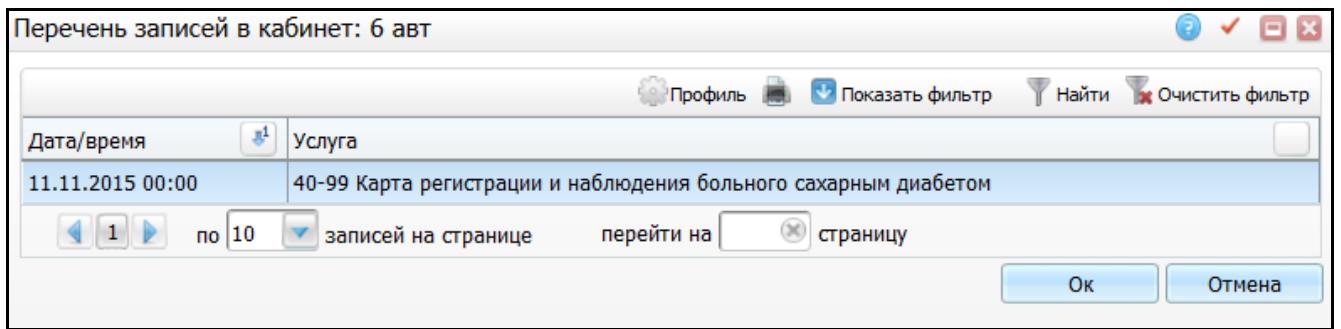 Перечень записей в кабинет: 6 авт
Профиль Показать фильтр Найти Очистить фильтр
Дата/время 1 Услуга
11.11.2015 00:00 40-99 Карта регистрации и наблюдения больного сахарным диабетом
1 по 10 записей на странице перейти на страницу
Ок Отмена